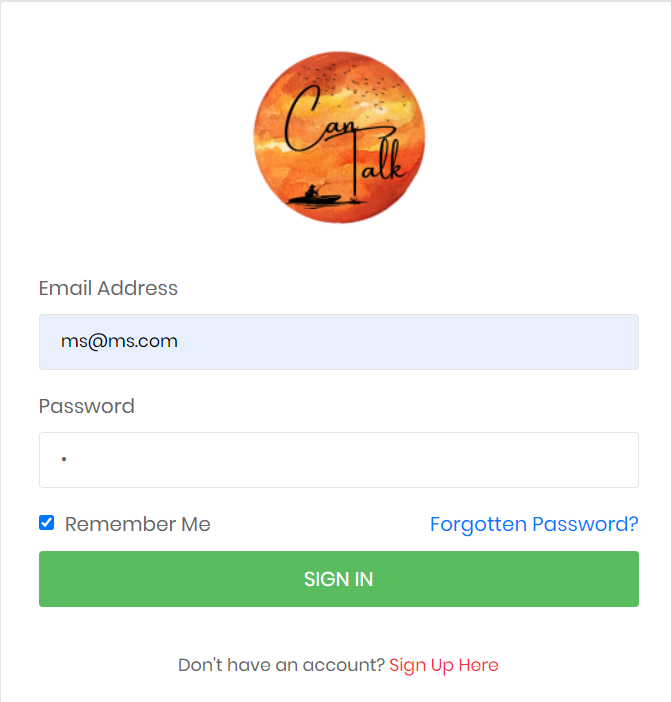 Can
Talk
Email Address
ms@ms.com
Password
•
Remember Me Forgotten Password?
SIGN IN
Don't have an account? Sign Up Here